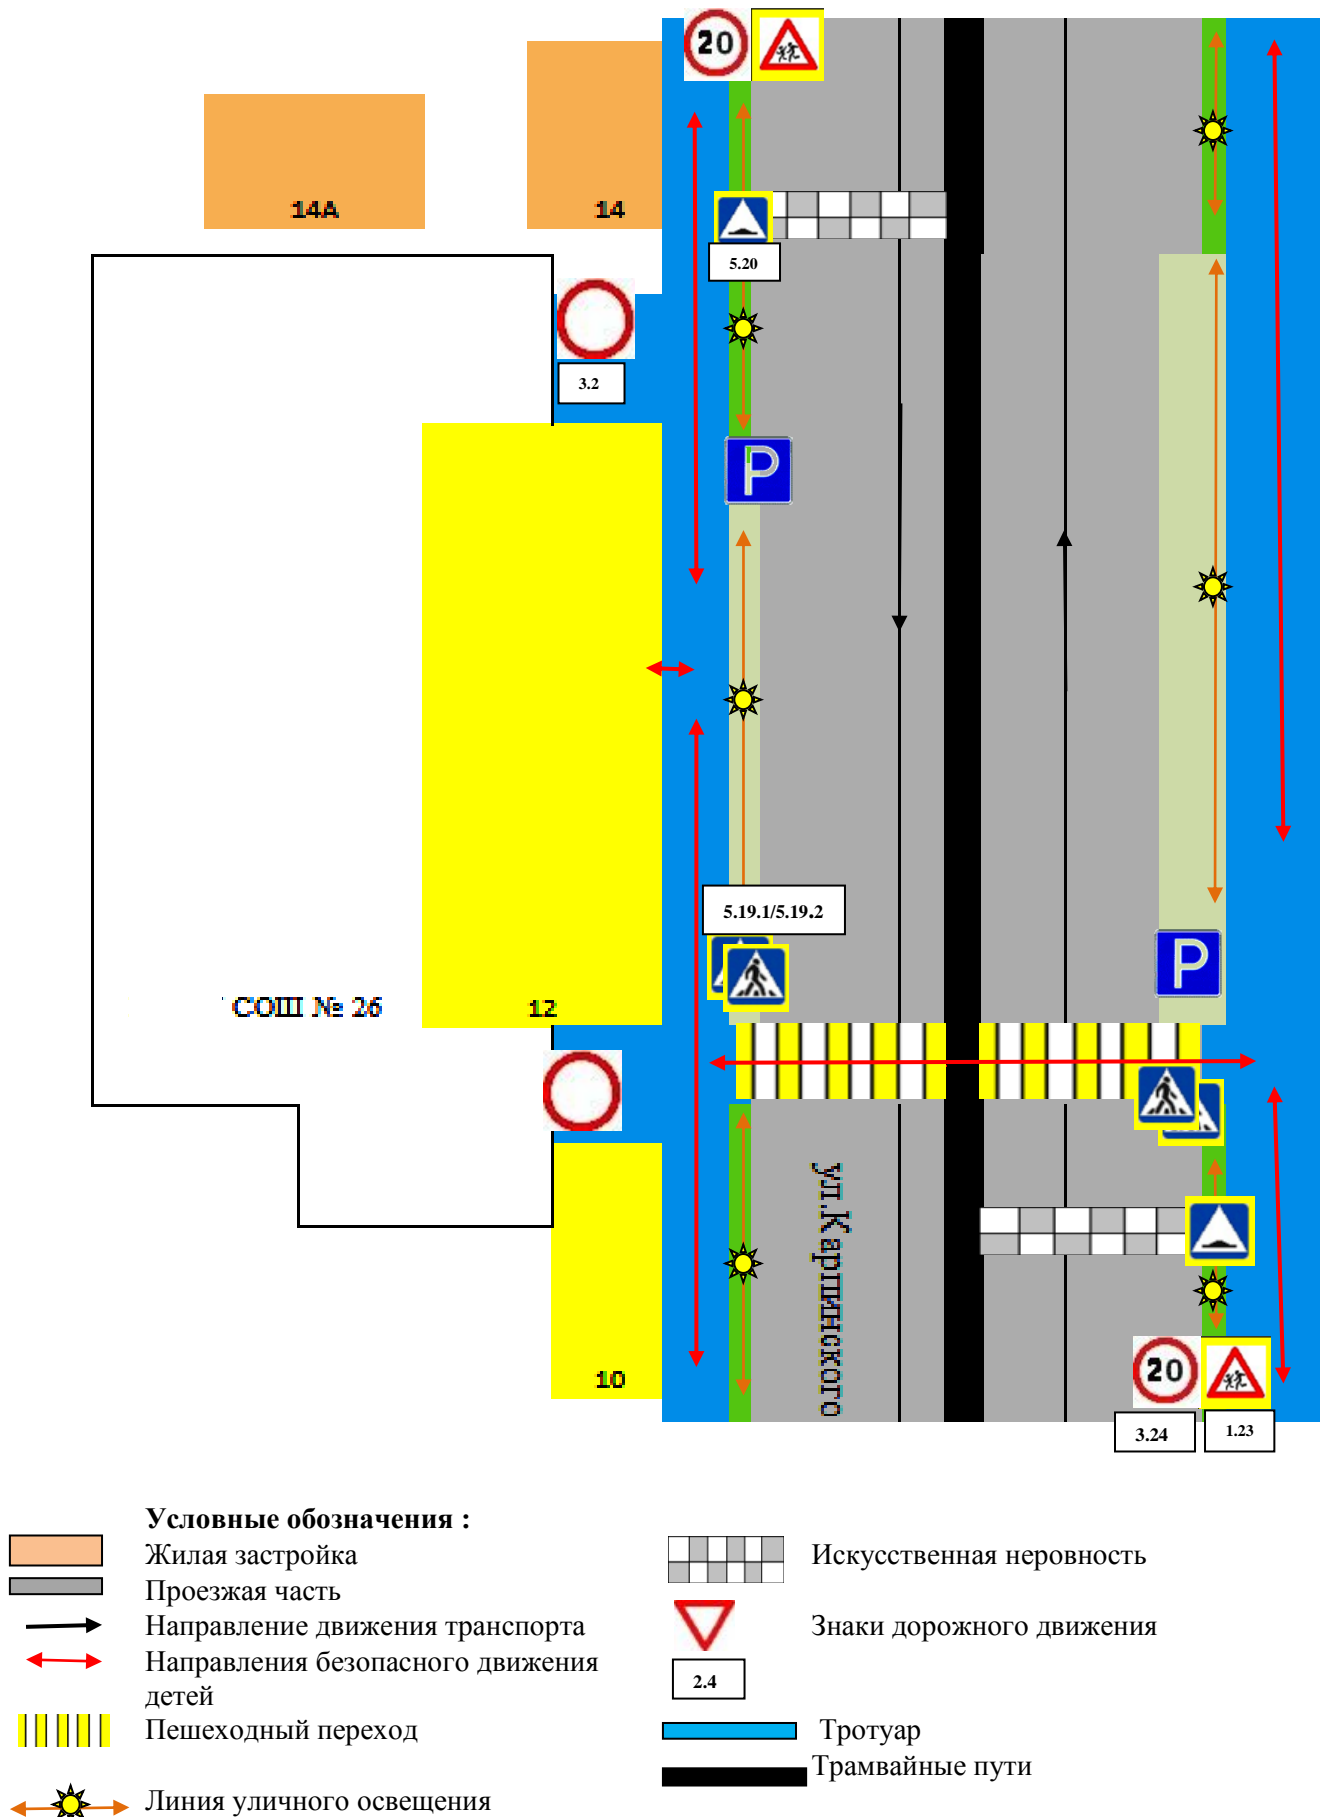 20
14А
14
5.20
3.2
P
5.19.1/5.19.2
P
СОШ № 26
12
ул.Каршинского
10
20
3.24
1.23
Условные обозначения :
Жилая застройка
Проезжая часть
Направление движения транспорта
Направления безопасного движения
детей
Пешеходный переход
Линия уличного освещения
Искусственная неровность
Знаки дорожного движения
2.4
Тротуар
Трамвайные пути